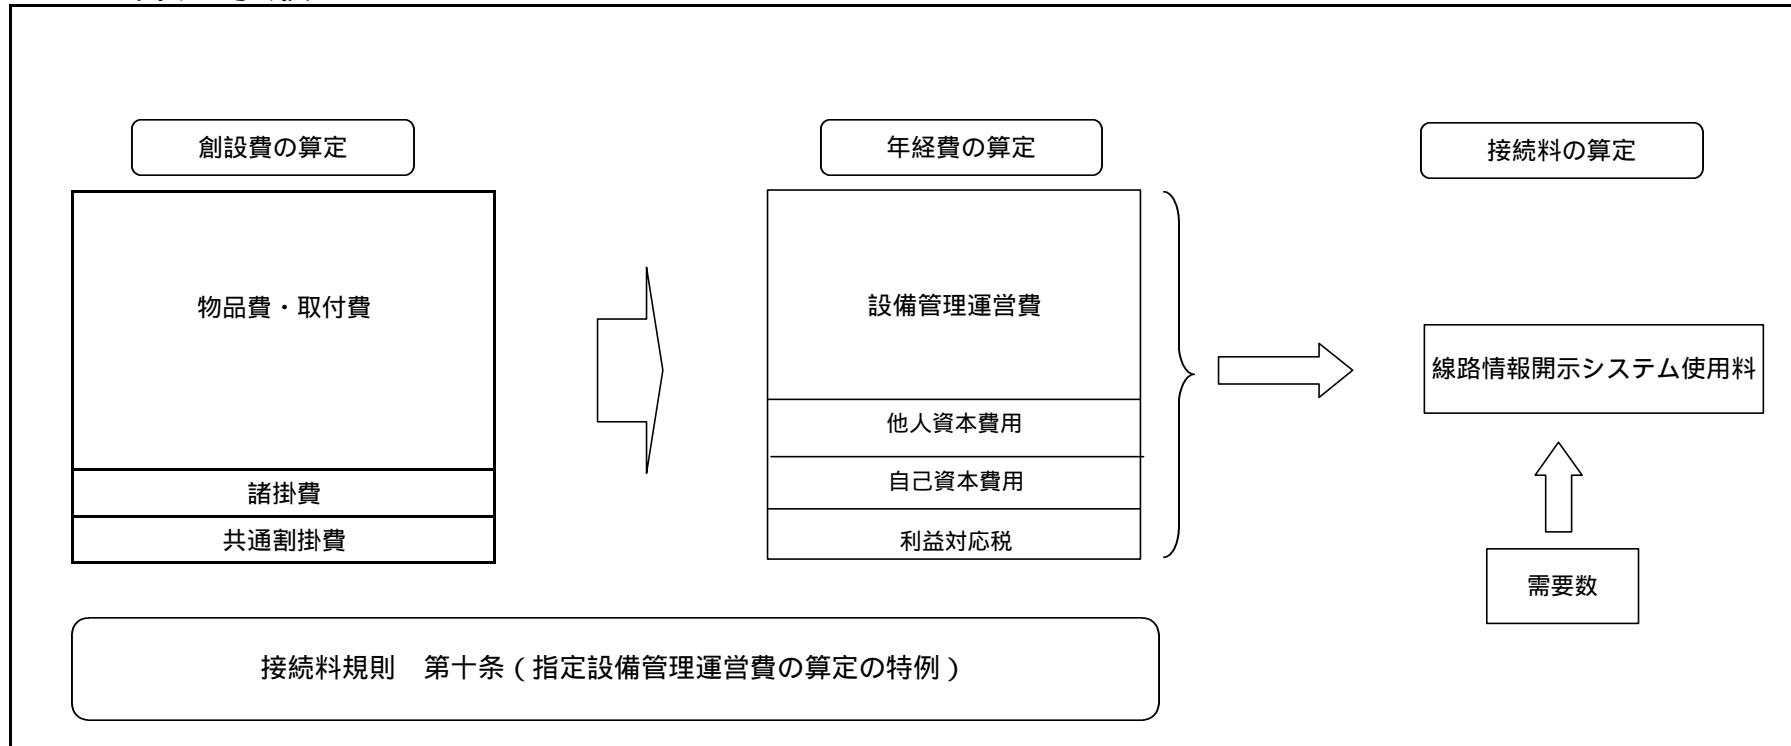 創設費の算定
年経費の算定
接続料の算定
物品費・取付費
諸掛費
共通割掛費
設備管理運営費
他人資本費用
自己資本費用
利益対応税
線路情報開示システム使用料
需要数
接続料規則　第十条（指定設備管理運営費の算定の特例）